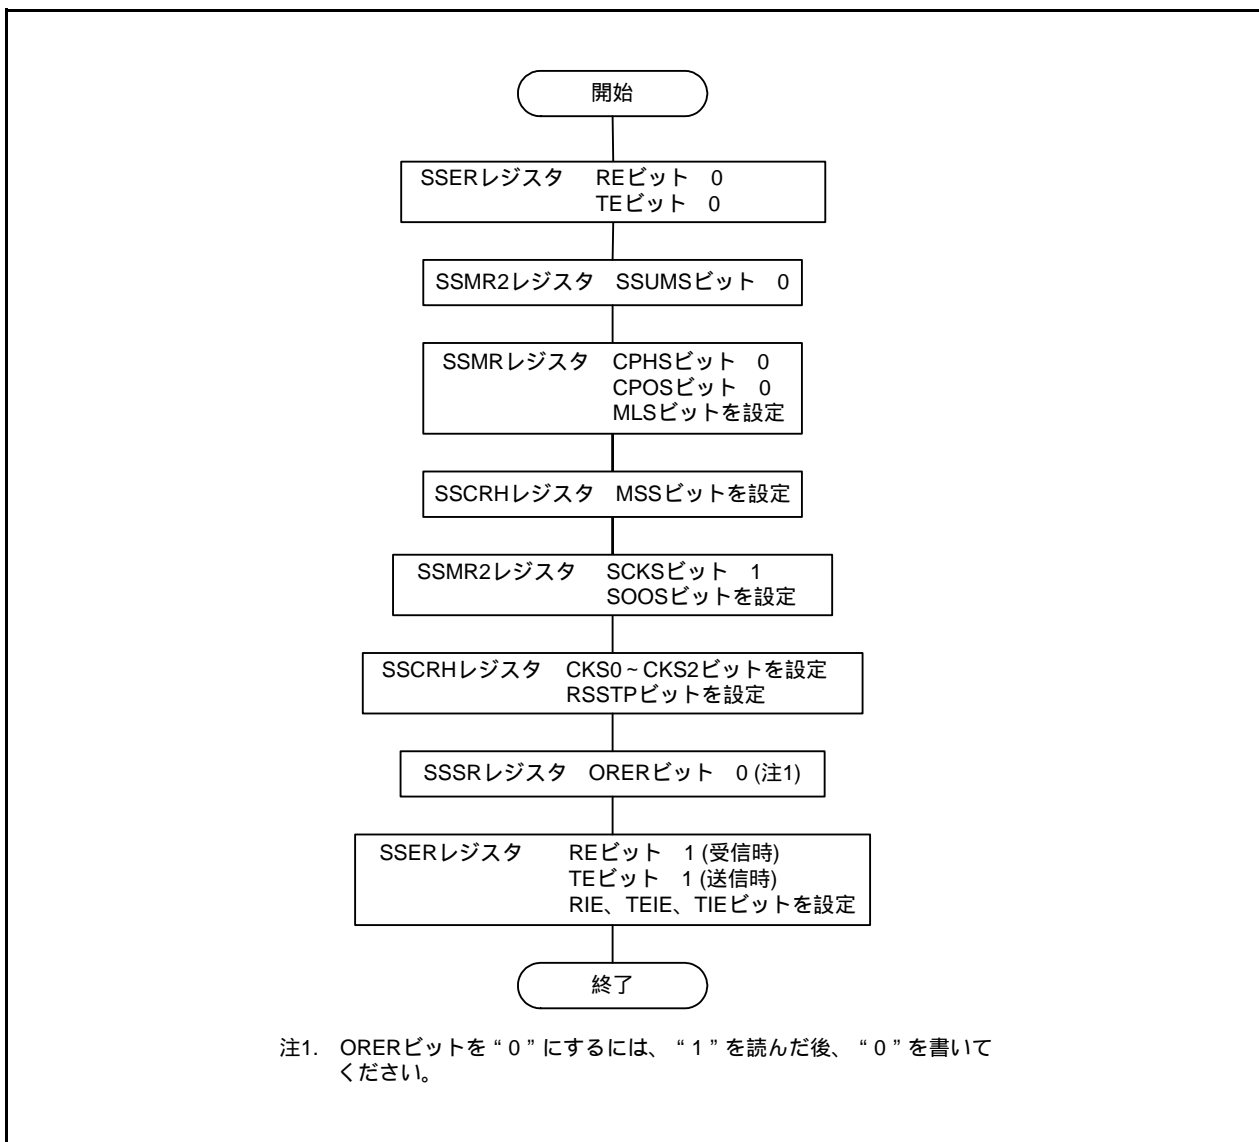 開始
SSERレジスタ REビット 0
TEビット 0
SSMR2レジスタ SSUMSビット 0
SSMRレジスタ CPHSビット 0
CPOSビット 0
MLSビットを設定
SSCRHレジスタ MSSビットを設定
SSMR2レジスタ SCKSビット 1
SOOSビットを設定
SSCRHレジスタ CKS0~CKS2ビットを設定
RSSTPビットを設定
SSSRレジスタ ORERビット 0 (注1)
SSERレジスタ REビット 1 (受信時)
TEビット 1 (送信時)
RIE、TEIE、TIEビットを設定
終了
注1. ORERビットを“0”にするには、“1”を読んだ後、“0”を書いて
ください。